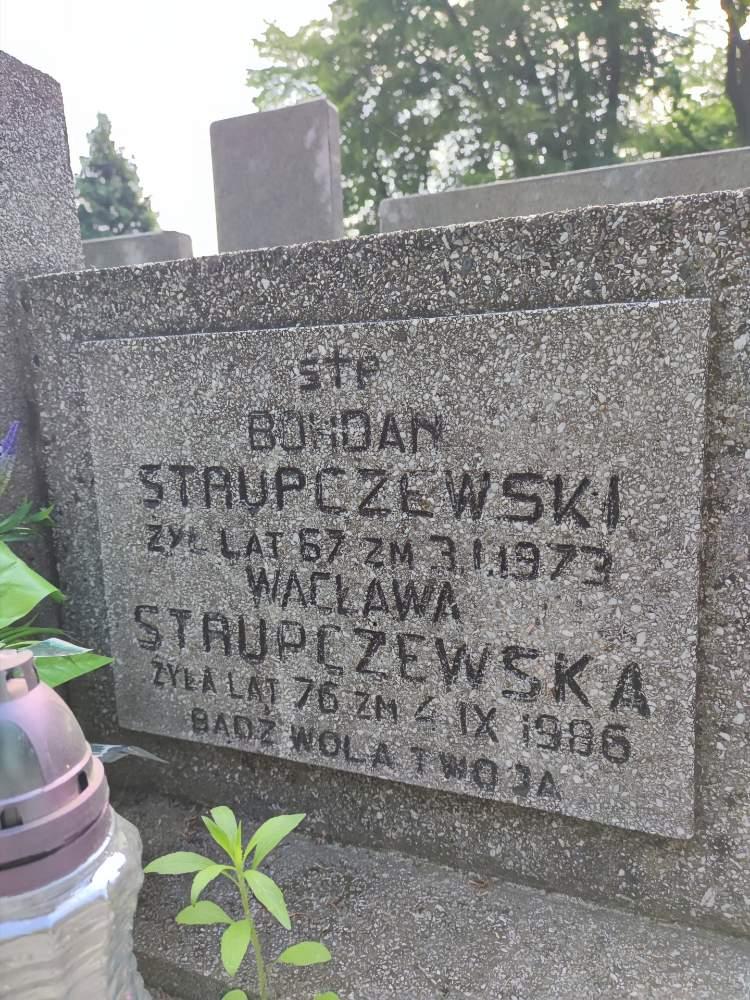 ś†p
BOHDAN
STRUPCZEWSKI
ŻYŁ LAT 67 ZM 3.I.1973
WACŁAWA
STRUPCZEWSKA
ŻYŁA LAT 76 ZM 4 IX 1986
BĄDŹ WOLA TWOJA